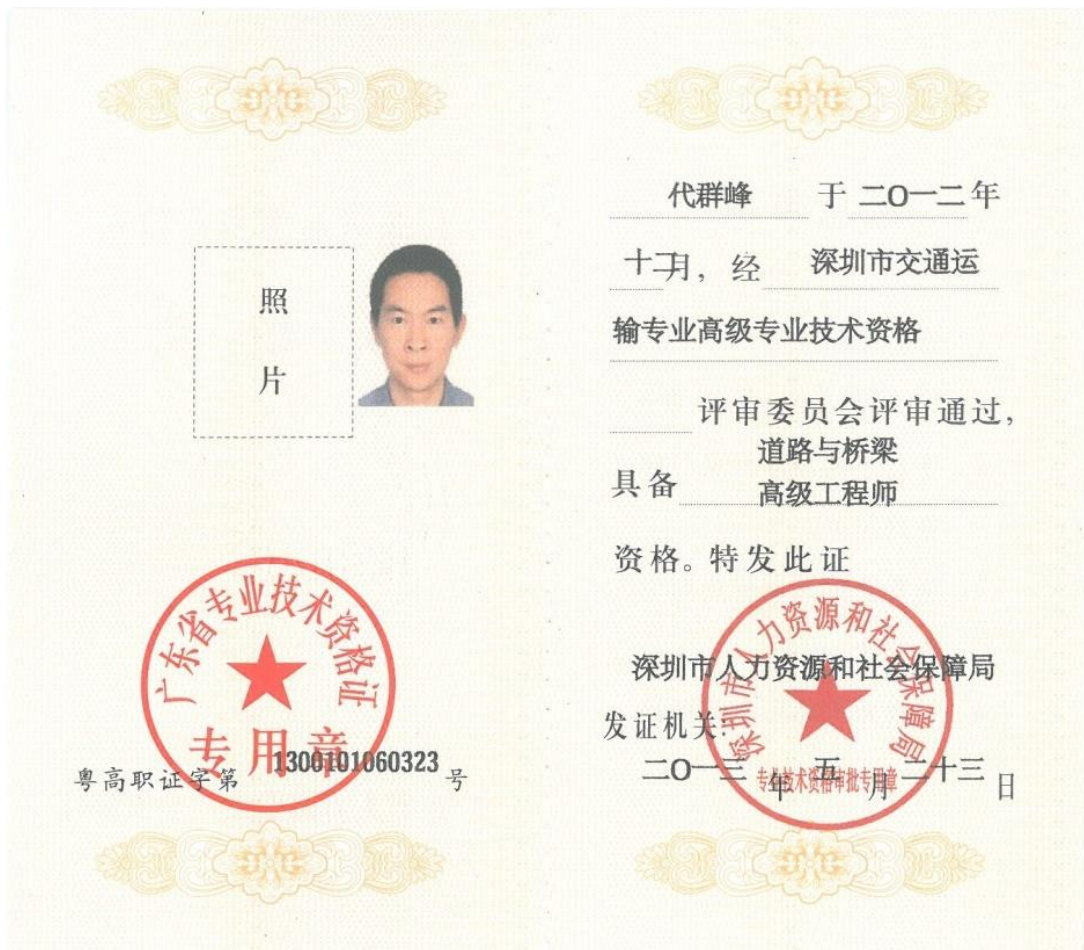 照
片
广东省专业技术资格证
专用章
粤高职证字第 1300101060323 号
代群峰 于 二〇一二年
十二月，经 深圳市交通运
输专业高级专业技术资格
评审委员会评审通过，
道路与桥梁
具备 高级工程师
资格。特发此证
深圳市人力资源和社会保障局
深圳市人力资源和社会保障局
发证机关：
二〇一三年 五月 二十三日
专业技术资格审批专用章